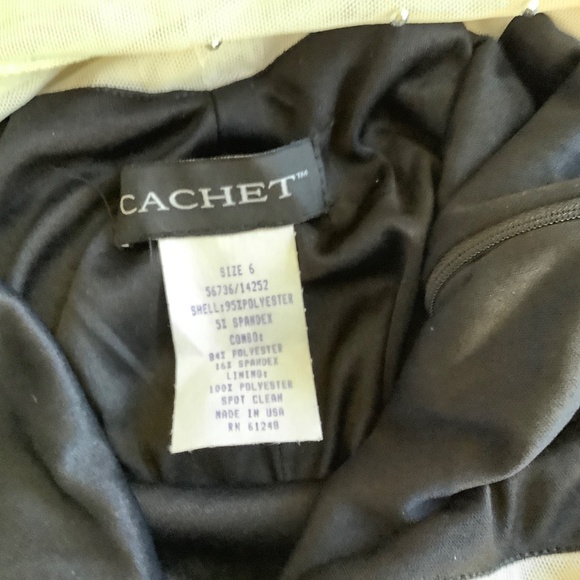 CACHET™
SIZE 6
56736/14252
SHELL:95%POLYESTER
5% SPANDEX
COMBO:
84% POLYESTER
16% SPANDEX
LINING:
100% POLYESTER
SPOT CLEAN
MADE IN USA
RN 61248